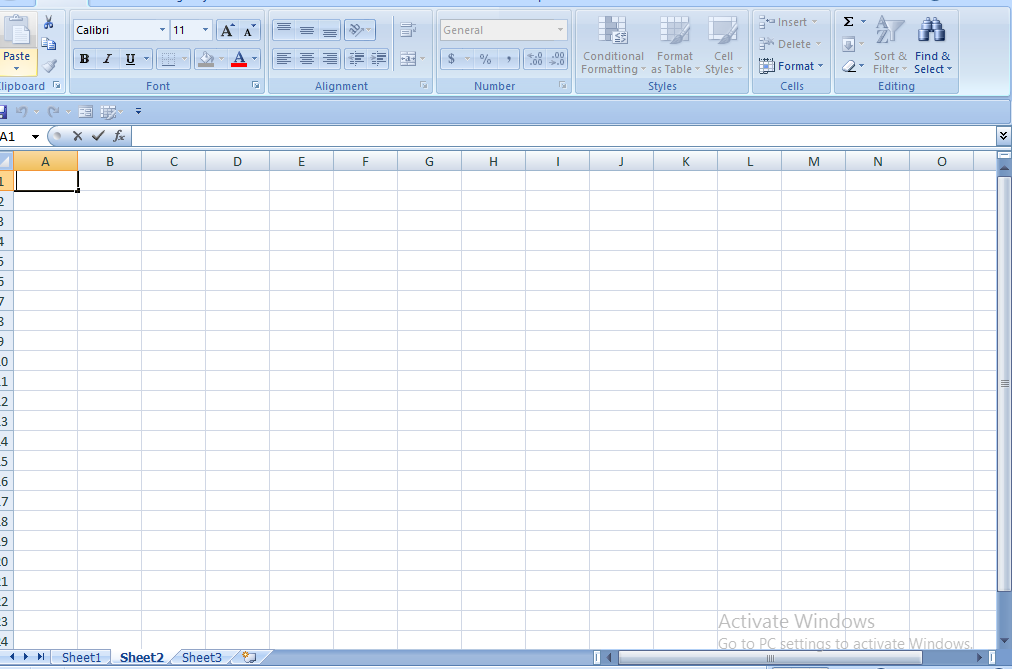 Calibri 11 General
Paste
B I U $ % ,
Conditional Formatting
Format as Table
Cell Styles
Insert
Delete
Format
Σ
Sort & Filter
Find & Select
Font Alignment Number Styles Cells Editing
A1 fx
A B C D E F G H I J K L M N O
2
Activate Windows
Go to PC settings to activate Windows.
Sheet1 Sheet2 Sheet3